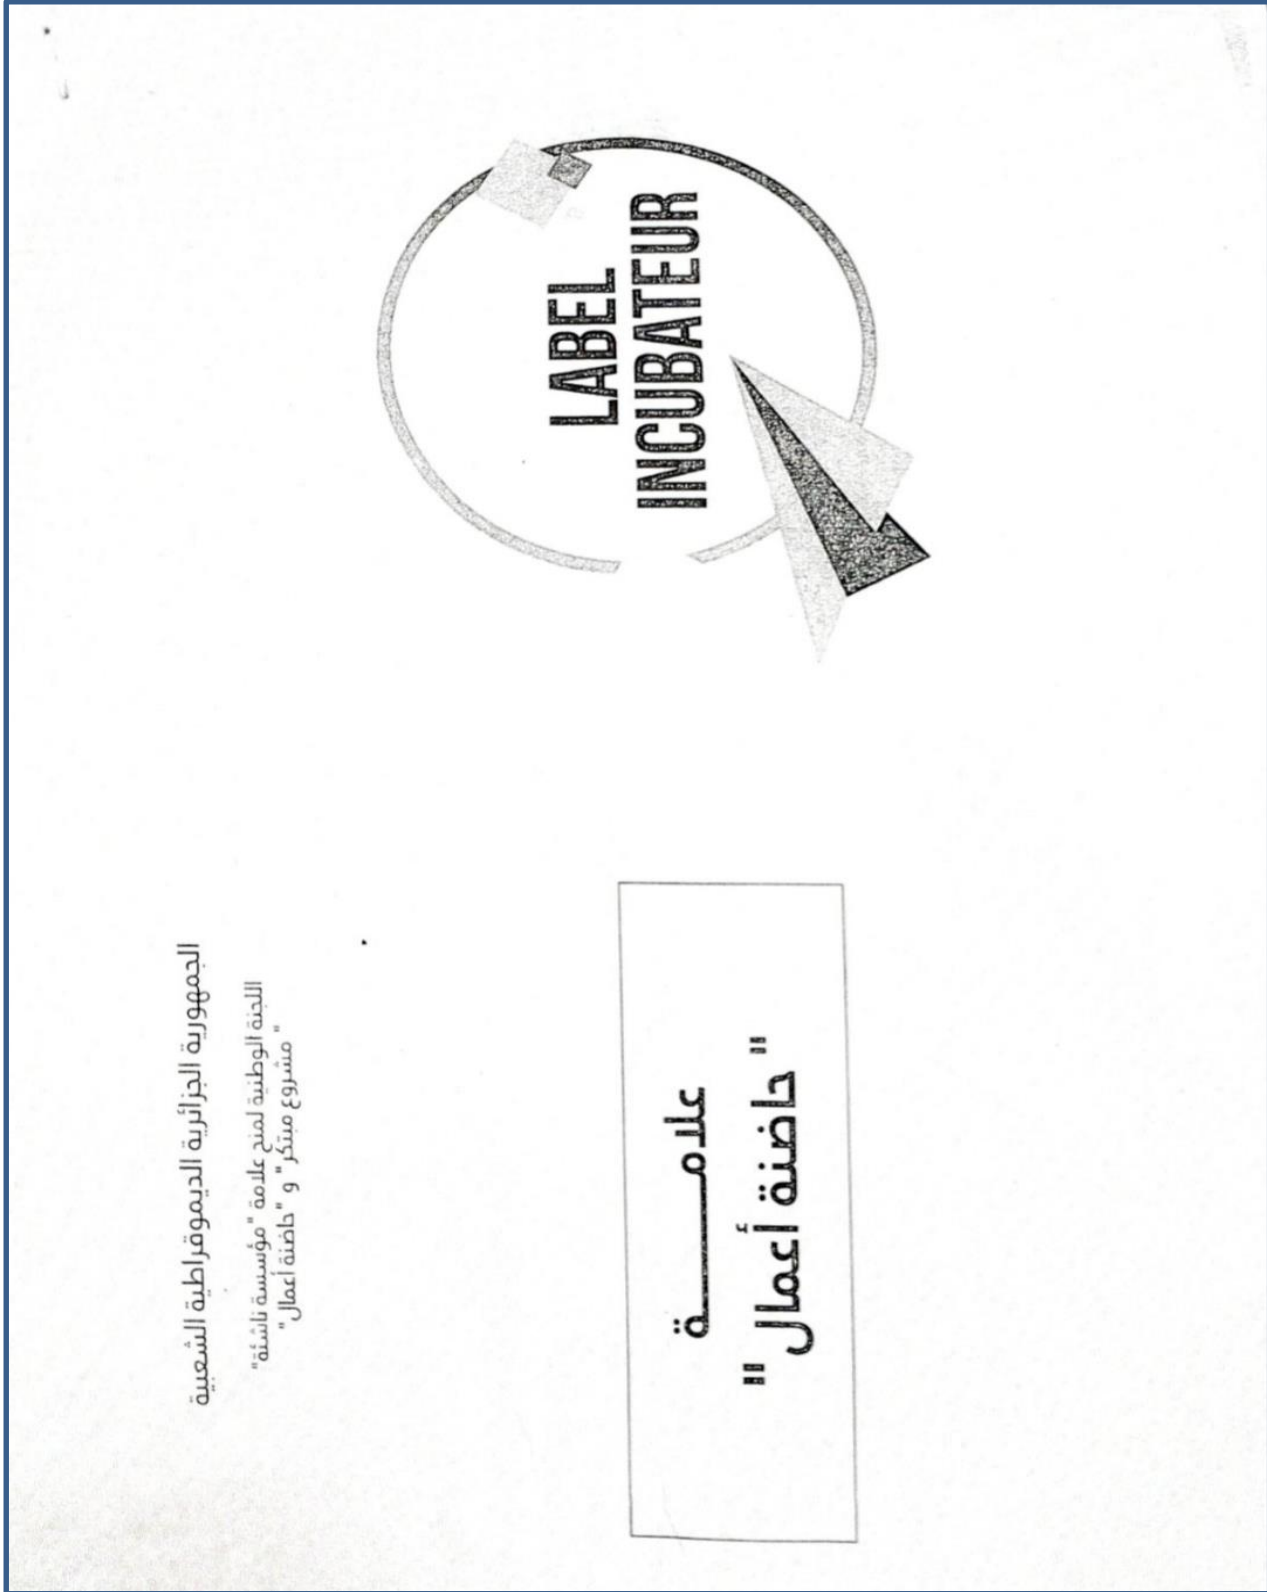 الجمهورية الجزائرية الديموقراطية الشعبية
اللجنة الوطنية لمنح علامة "مؤسسة ناشئة"
"مشروع مبتكر" و "حاضنة أعمال"
LABEL
INCUBATEUR
علامـــــة
"حاضنة أعمال"